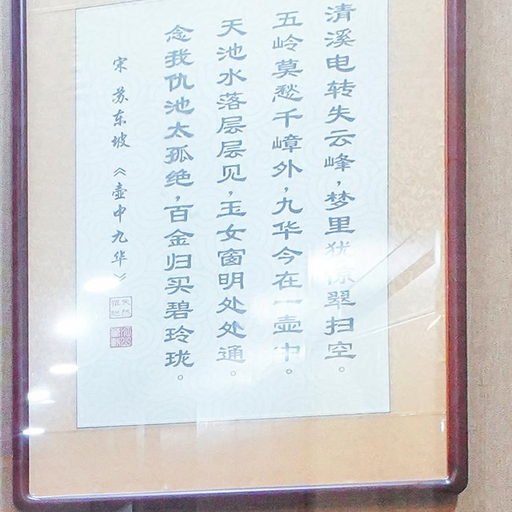 清溪电转失云峰，梦里犹惊翠扫空。
五岭莫愁千嶂外，九华今在一壶中。
天池水落层层见，玉女窗明处处通。
念我仇池太孤绝，百金归买碧玲珑。
宋 苏东坡 《壶中九华》